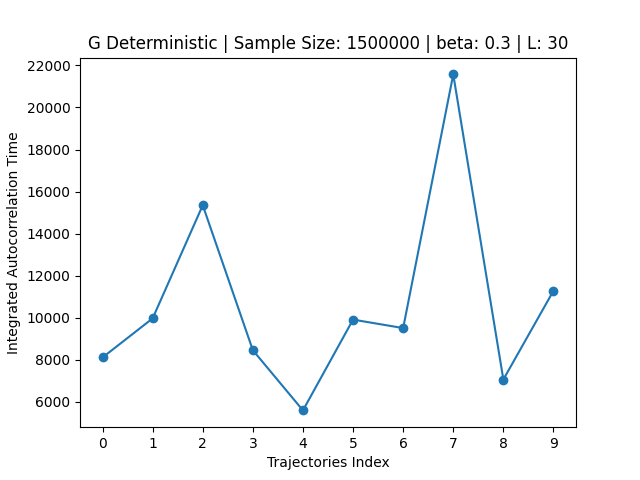 G Deterministic | Sample Size: 1500000 | beta: 0.3 | L: 30
22000
20000
18000
16000
14000
12000
10000
8000
6000
Integrated Autocorrelation Time
0 1 2 3 4 5 6 7 8 9
Trajectories Index